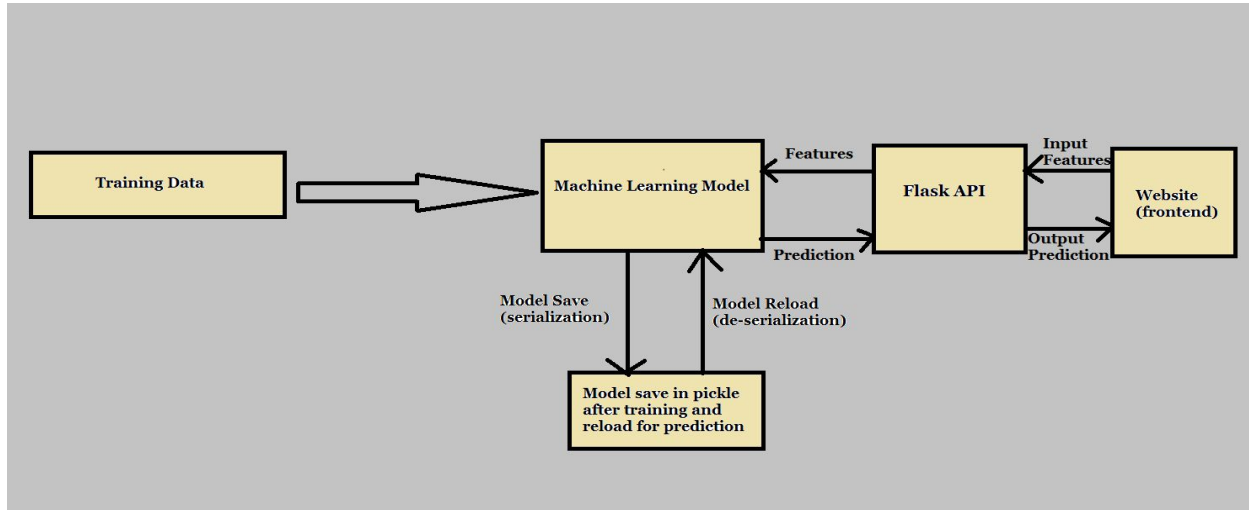 Training Data
Machine Learning Model
Features
Prediction
Flask API
Input
Features
Output
Prediction
Website
(frontend)
Model Save
(serialization)
Model Reload
(de-serialization)
Model save in pickle
after training and
reload for prediction